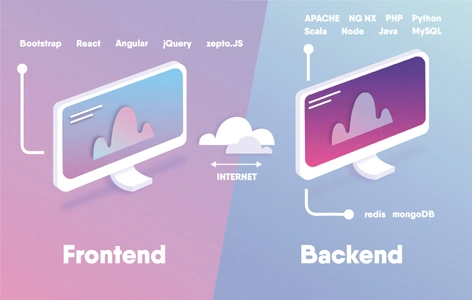 APACHE NG NX PHP Python
Scala Node Java MySQL
Bootstrap React Angular jQuery zepto.JS
INTERNET
redis mongoDB
Frontend Backend